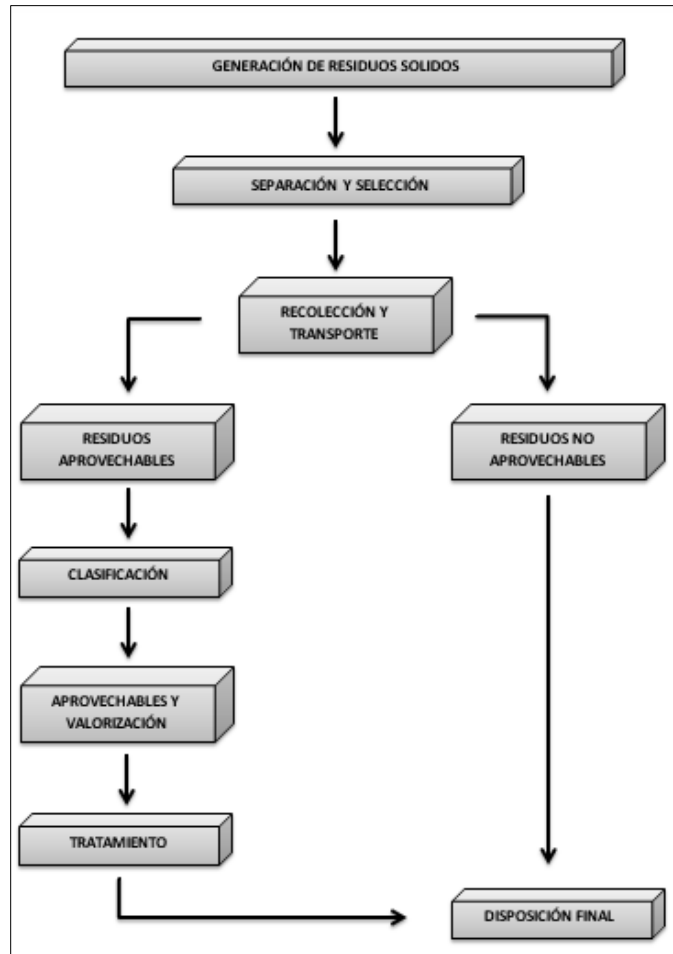 GENERACIÓN DE RESIDUOS SOLIDOS
SEPARACIÓN Y SELECCIÓN
RECOLECCIÓN Y
TRANSPORTE
RESIDUOS
APROVECHABLES
RESIDUOS NO
APROVECHABLES
CLASIFICACIÓN
APROVECHABLES Y
VALORIZACIÓN
TRATAMIENTO
DISPOSICIÓN FINAL